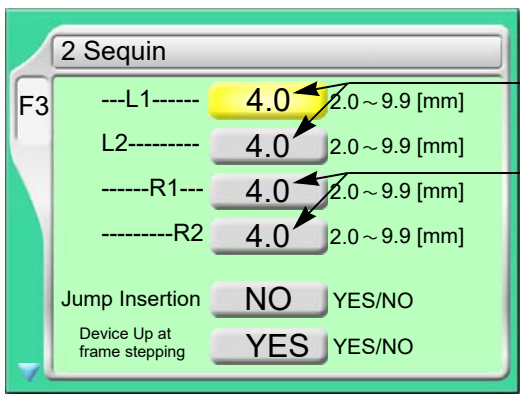 2 Sequin
F3
---L1------ 4.0 2.0～9.9 [mm]
L2--------- 4.0 2.0～9.9 [mm]
------R1--- 4.0 2.0～9.9 [mm]
---------R2 4.0 2.0～9.9 [mm]
Jump Insertion NO YES/NO
Device Up at
frame stepping YES YES/NO